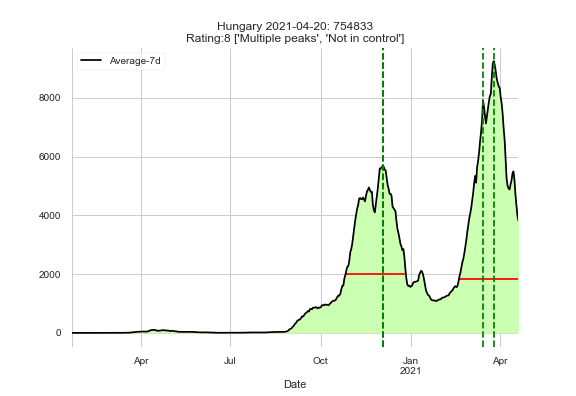 Hungary 2021-04-20: 754833
Rating:8 ['Multiple peaks', 'Not in control']
Average-7d
8000
6000
4000
2000
0
Apr
Jul
Oct
Jan
2021
Apr
Date